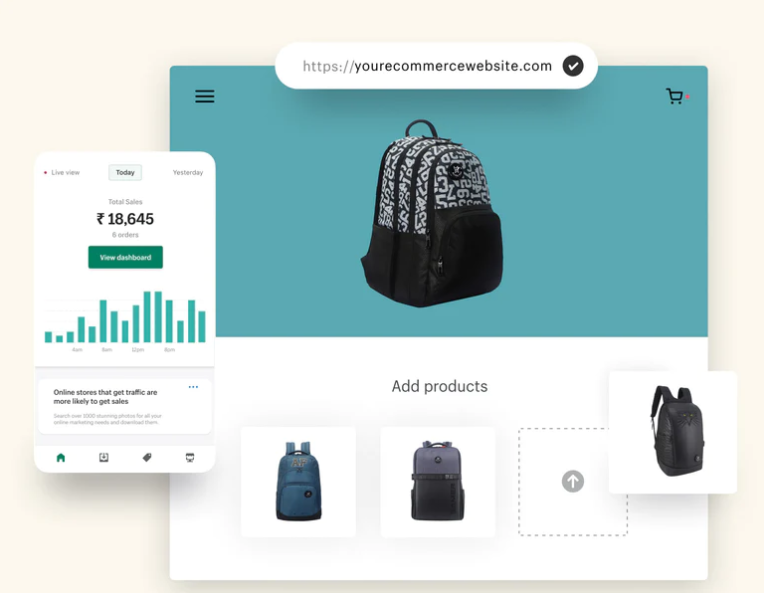 https://yourecommercewebsite.com
Live view
Today
Yesterday
Total Sales
₹ 18,645
6 orders
View dashboard
4am
8am
12pm
8pm
Online stores that get traffic are
more likely to get sales
Search over 1000 stunning photos for all your
online marketing needs and download them.
Add products